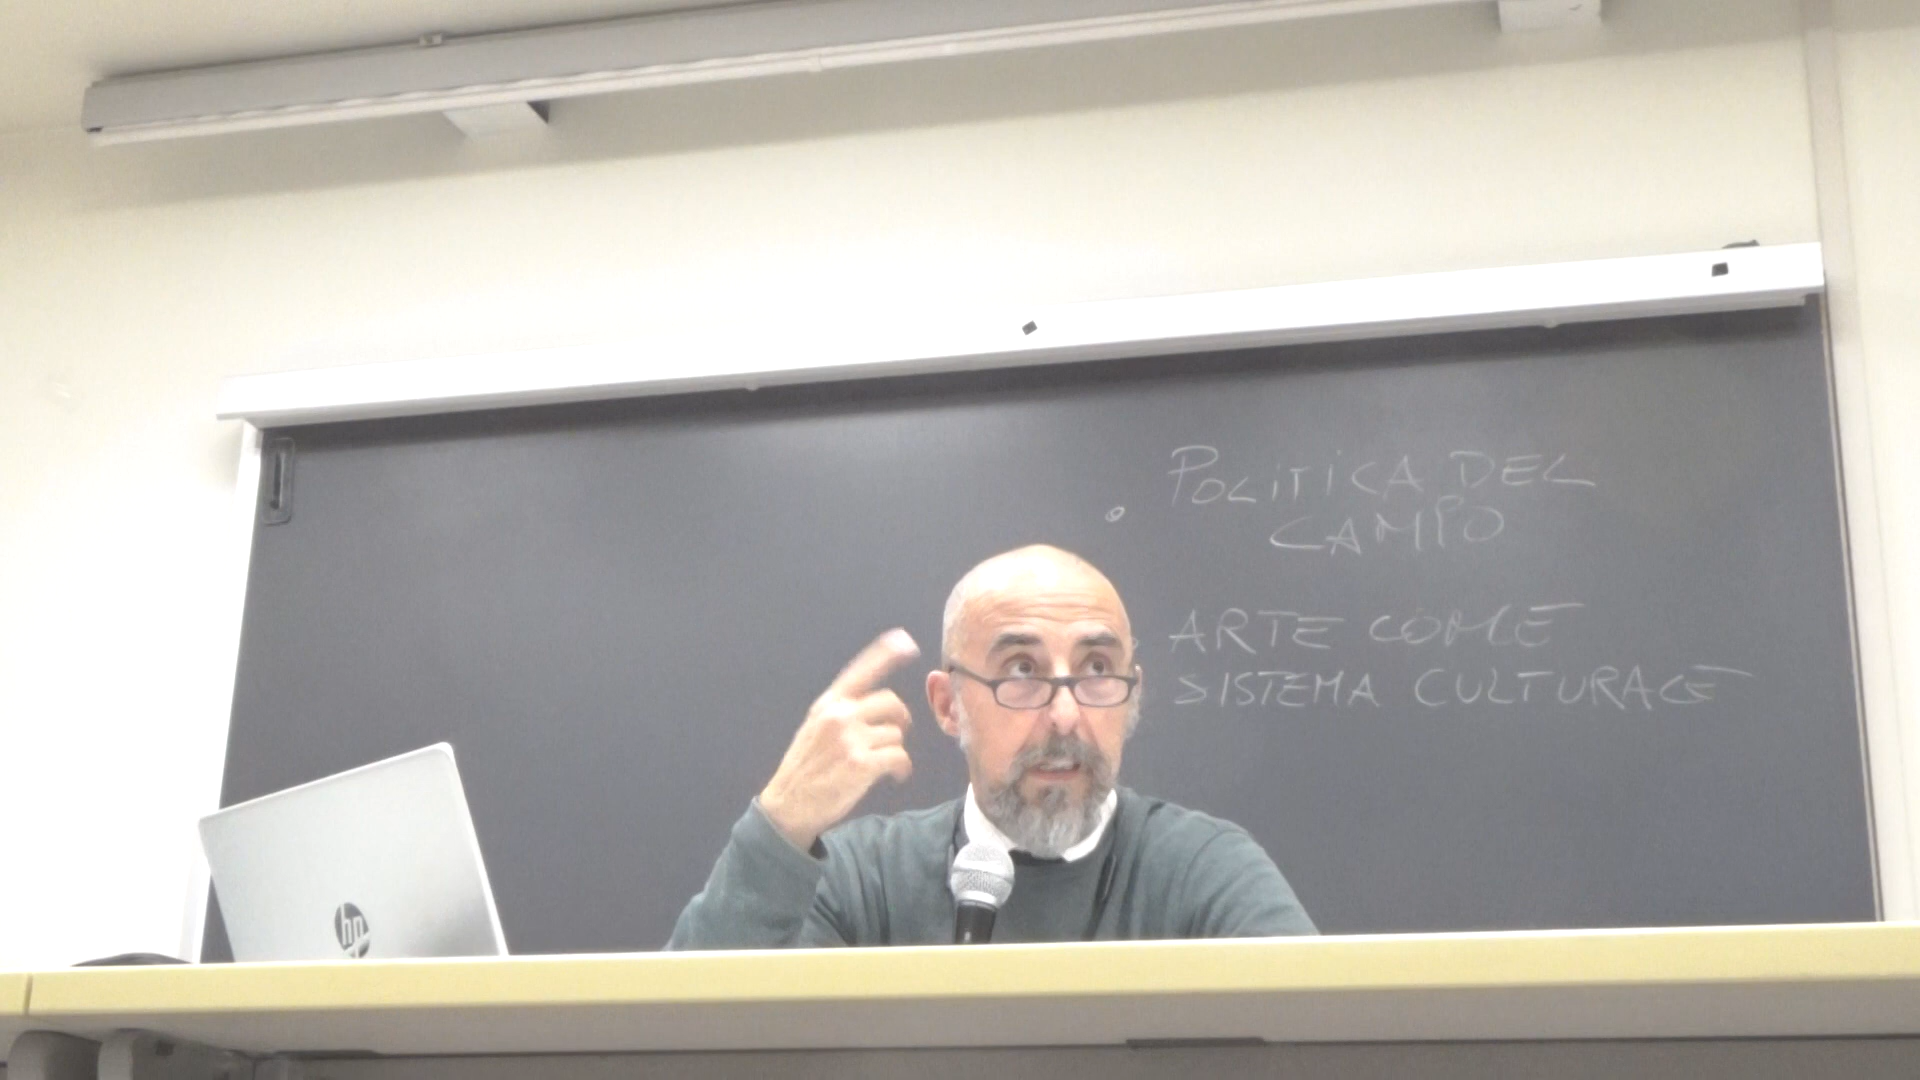 POLITICA DEL
CAMPO
ARTE COME
SISTEMA CULTURALE
hp